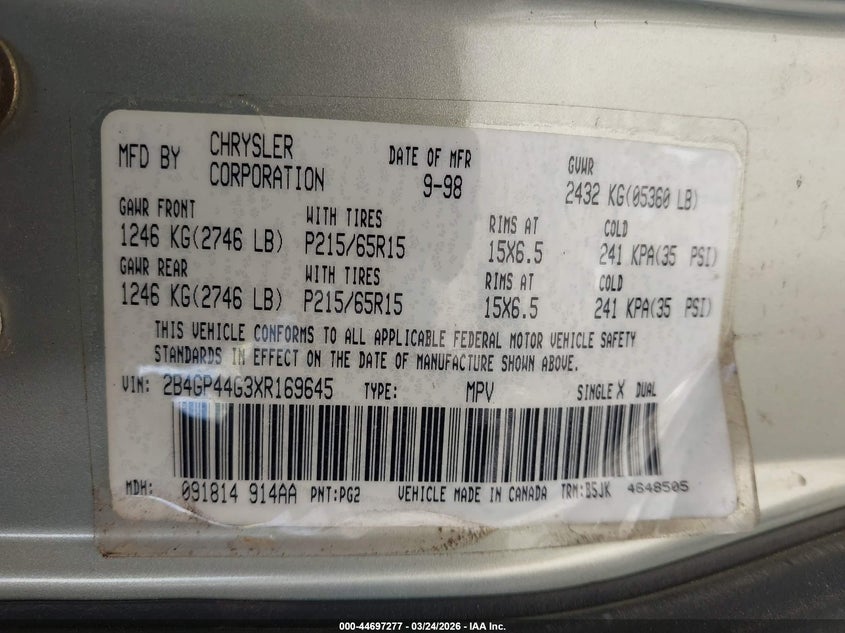 MFD BY CHRYSLER CORPORATION DATE OF MFR 9-98 GVWR 2432 KG(05360 LB)
GAWR FRONT WITH TIRES RIMS AT COLD
1246 KG(2746 LB) P215/65R15 15X6.5 241 KPA(35 PSI)
GAWR REAR WITH TIRES RIMS AT COLD
1246 KG(2746 LB) P215/65R15 15X6.5 241 KPA(35 PSI)
THIS VEHICLE CONFORMS TO ALL APPLICABLE FEDERAL MOTOR VEHICLE SAFETY
STANDARDS IN EFFECT ON THE DATE OF MANUFACTURE SHOWN ABOVE.
VIN: 2B4GP44G3XR169645 TYPE: MPV SINGLE X DUAL
MDH: 091814 914AA PNT:PG2 VEHICLE MADE IN CANADA TRM:B5JK 4648505
000-44697277 - 03/24/2026 - IAA Inc.